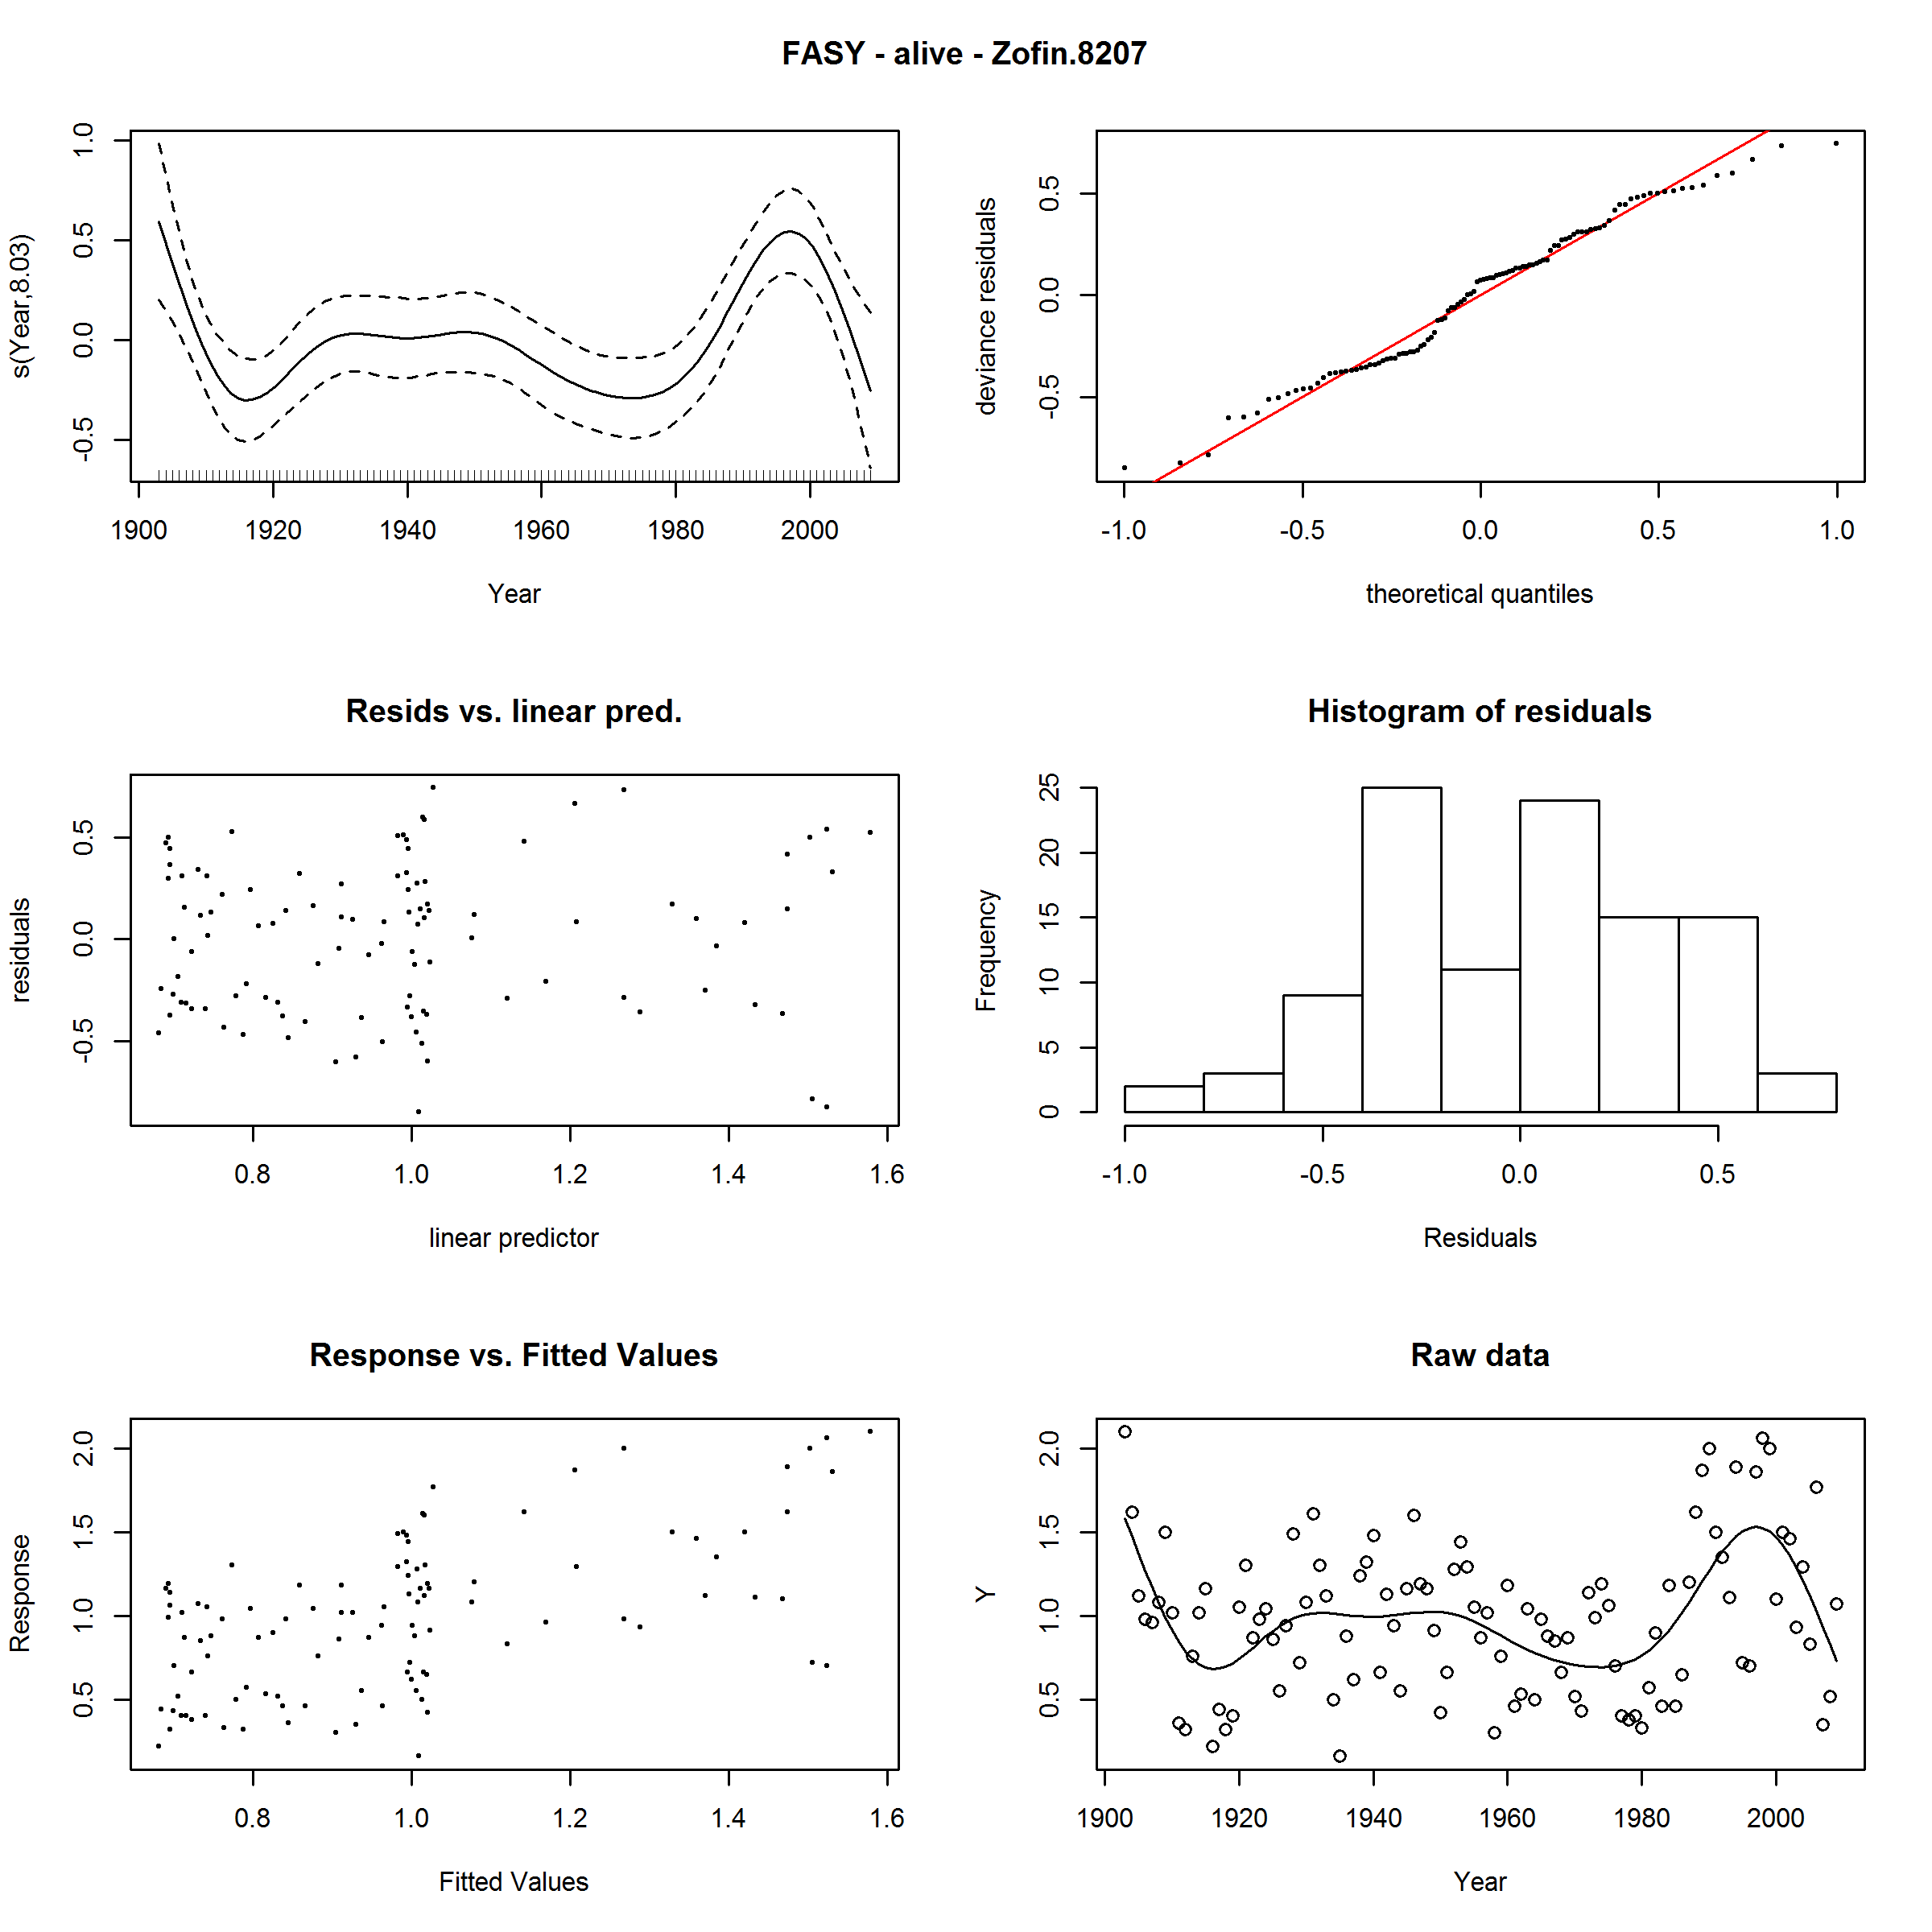 FASY - alive - Zofin.8207
s(Year,8.03)
1.0
0.5
0.0
-0.5
1900 1920 1940 1960 1980 2000
Year
deviance residuals
0.5
0.0
-0.5
-1.0 -0.5 0.0 0.5 1.0
theoretical quantiles
Resids vs. linear pred.
residuals
0.5
0.0
-0.5
0.8 1.0 1.2 1.4 1.6
linear predictor
Histogram of residuals
Frequency
25
20
15
10
5
0
-1.0 -0.5 0.0 0.5
Residuals
Response vs. Fitted Values
Response
2.0
1.5
1.0
0.5
0.8 1.0 1.2 1.4 1.6
Fitted Values
Raw data
Y
2.0
1.5
1.0
0.5
1900 1920 1940 1960 1980 2000
Year